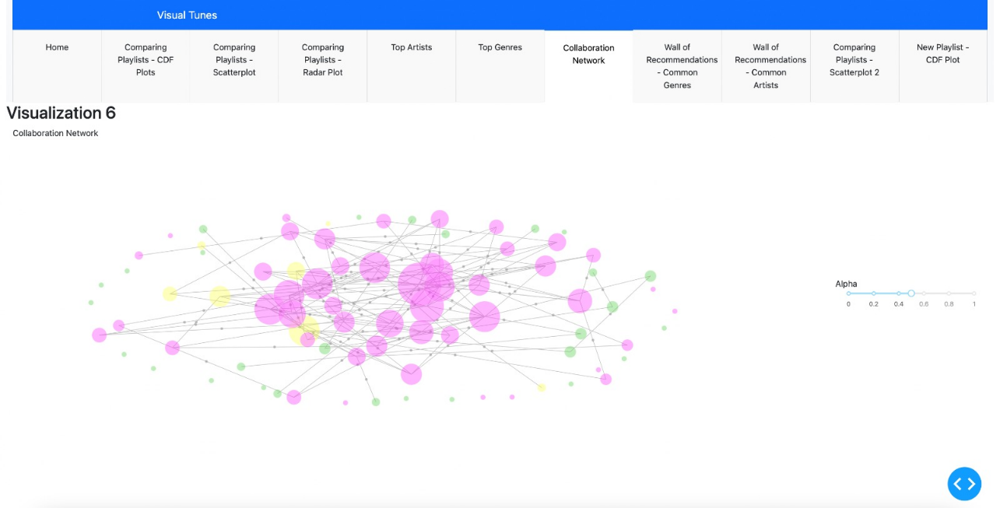 Visual Tunes
Home
Comparing
Playlists - CDF
Plots
Comparing
Playlists -
Scatterplot
Comparing
Playlists -
Radar Plot
Top Artists
Top Genres
Collaboration
Network
Wall of
Recommendations
- Common
Genres
Wall of
Recommendations
- Common
Artists
Comparing
Playlists -
Scatterplot 2
New Playlist -
CDF Plot
Visualization 6
Collaboration Network
Alpha
0 0.2 0.4 0.6 0.8 1